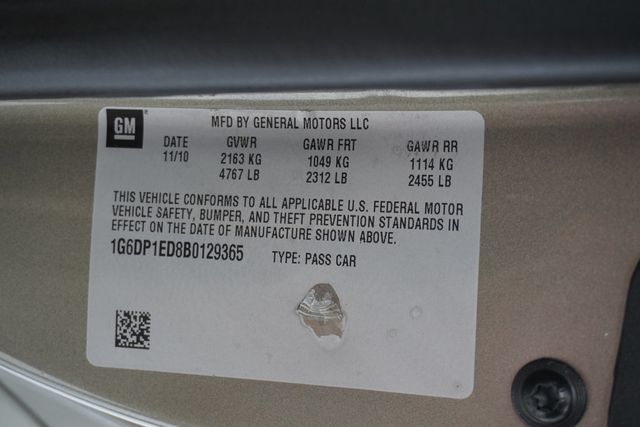 GM
MFD BY GENERAL MOTORS LLC
DATE GVWR GAWR FRT GAWR RR
11/10 2163 KG 1049 KG 1114 KG
4767 LB 2312 LB 2455 LB
THIS VEHICLE CONFORMS TO ALL APPLICABLE U.S. FEDERAL MOTOR
VEHICLE SAFETY, BUMPER, AND THEFT PREVENTION STANDARDS IN
EFFECT ON THE DATE OF MANUFACTURE SHOWN ABOVE.
1G6DP1ED8B0129365 TYPE: PASS CAR